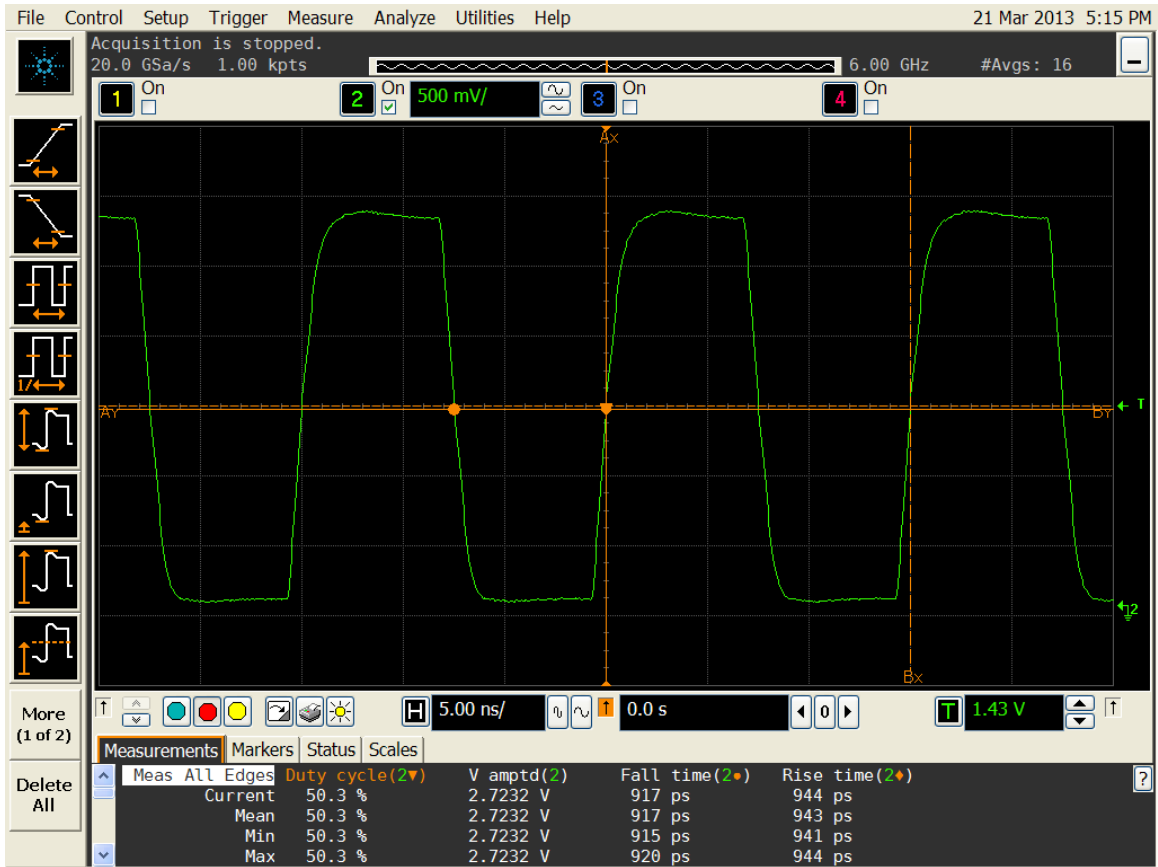 File Control Setup Trigger Measure Analyze Utilities Help 21 Mar 2013 5:15 PM
Acquisition is stopped.
20.0 GSa/s 1.00 kpts 6.00 GHz #Avgs: 16
1 On 2 On 500 mV/ 3 On 4 On
Ax
AY BY T
1/
2
Bx
More
(1 of 2)
H 5.00 ns/ 0.0 s 0 T 1.43 V
Measurements Markers Status Scales
Delete
All
Meas All Edges Duty cycle(2▼) V amptd(2) Fall time(2●) Rise time(2♦) ?
Current 50.3 % 2.7232 V 917 ps 944 ps
Mean 50.3 % 2.7232 V 917 ps 943 ps
Min 50.3 % 2.7232 V 915 ps 941 ps
Max 50.3 % 2.7232 V 920 ps 944 ps